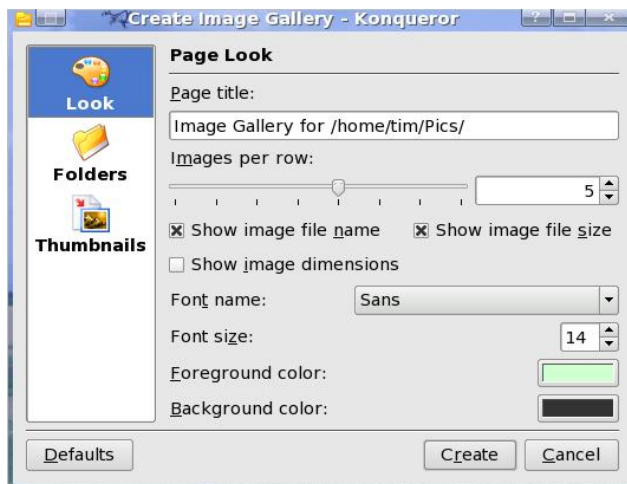 Create Image Gallery - Konqueror
Look
Folders
Thumbnails
Page Look
Page title:
Image Gallery for /home/tim/Pics/
Images per row:
5
Show image file name
Show image file size
Show image dimensions
Font name:
Sans
Font size:
14
Foreground color:
Background color:
Defaults
Create
Cancel